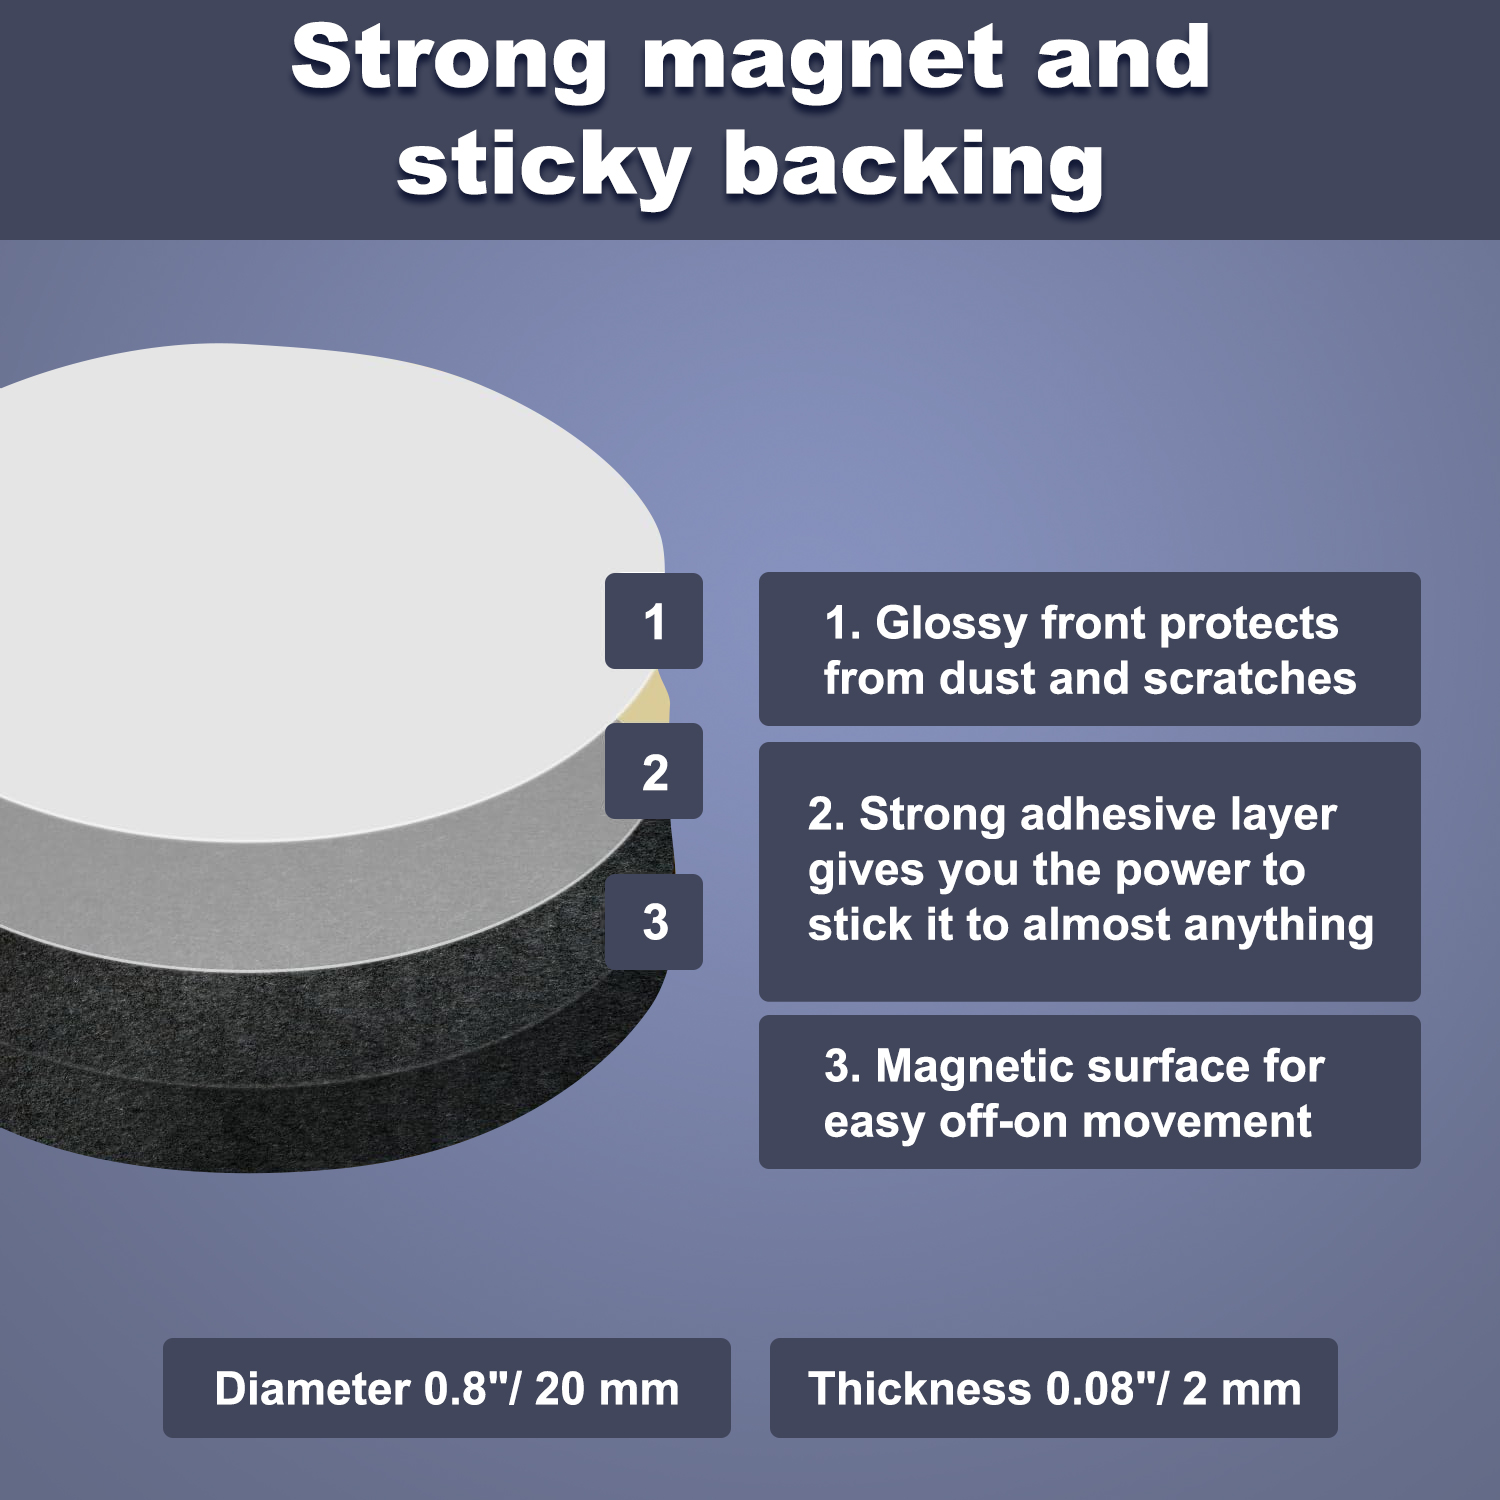 Strong magnet and
sticky backing
1
1. Glossy front protects
from dust and scratches
2
2. Strong adhesive layer
gives you the power to
stick it to almost anything
3
3. Magnetic surface for
easy off-on movement
Diameter 0.8"/ 20 mm
Thickness 0.08"/ 2 mm